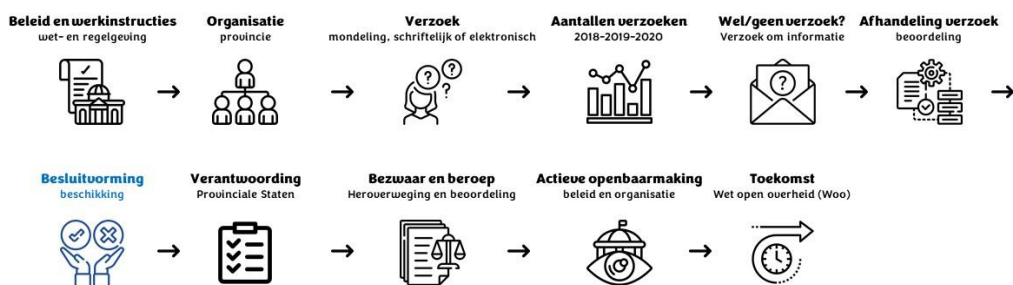 Beleid en werkinstructies
wet- en regelgeving
Organisatie
provincie
Verzoek
mondeling, schriftelijk of elektronisch
Aantallen verzoeken
2018-2019-2020
Wel/geen verzoek?
Verzoek om informatie
Afhandeling verzoek
beoordeling
Besluitvorming
beschikking
Verantwoording
Provinciale Staten
Bezwaar en beroep
Heroverweging en beoordeling
Actieve openbaarmaking
beleid en organisatie
Toekomst
Wet open overheid (Woo)